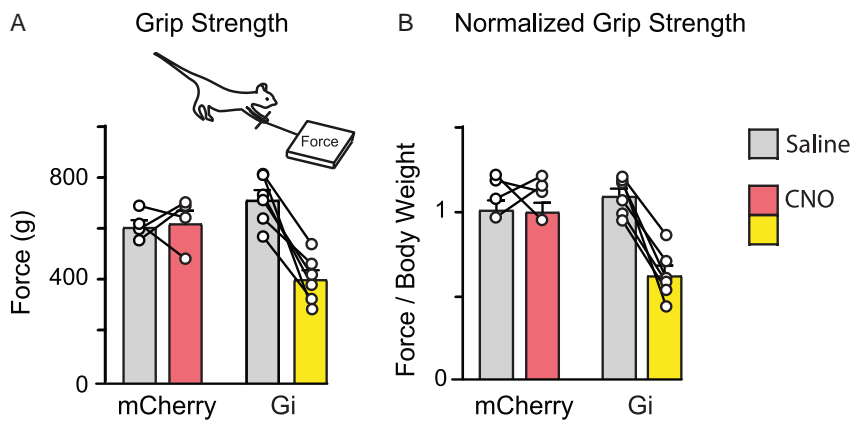 A
Grip Strength
Force
Force (g)
800
400
0
mCherry
Gi
B
Normalized Grip Strength
Force / Body Weight
1
0
mCherry
Gi
Saline
CNO